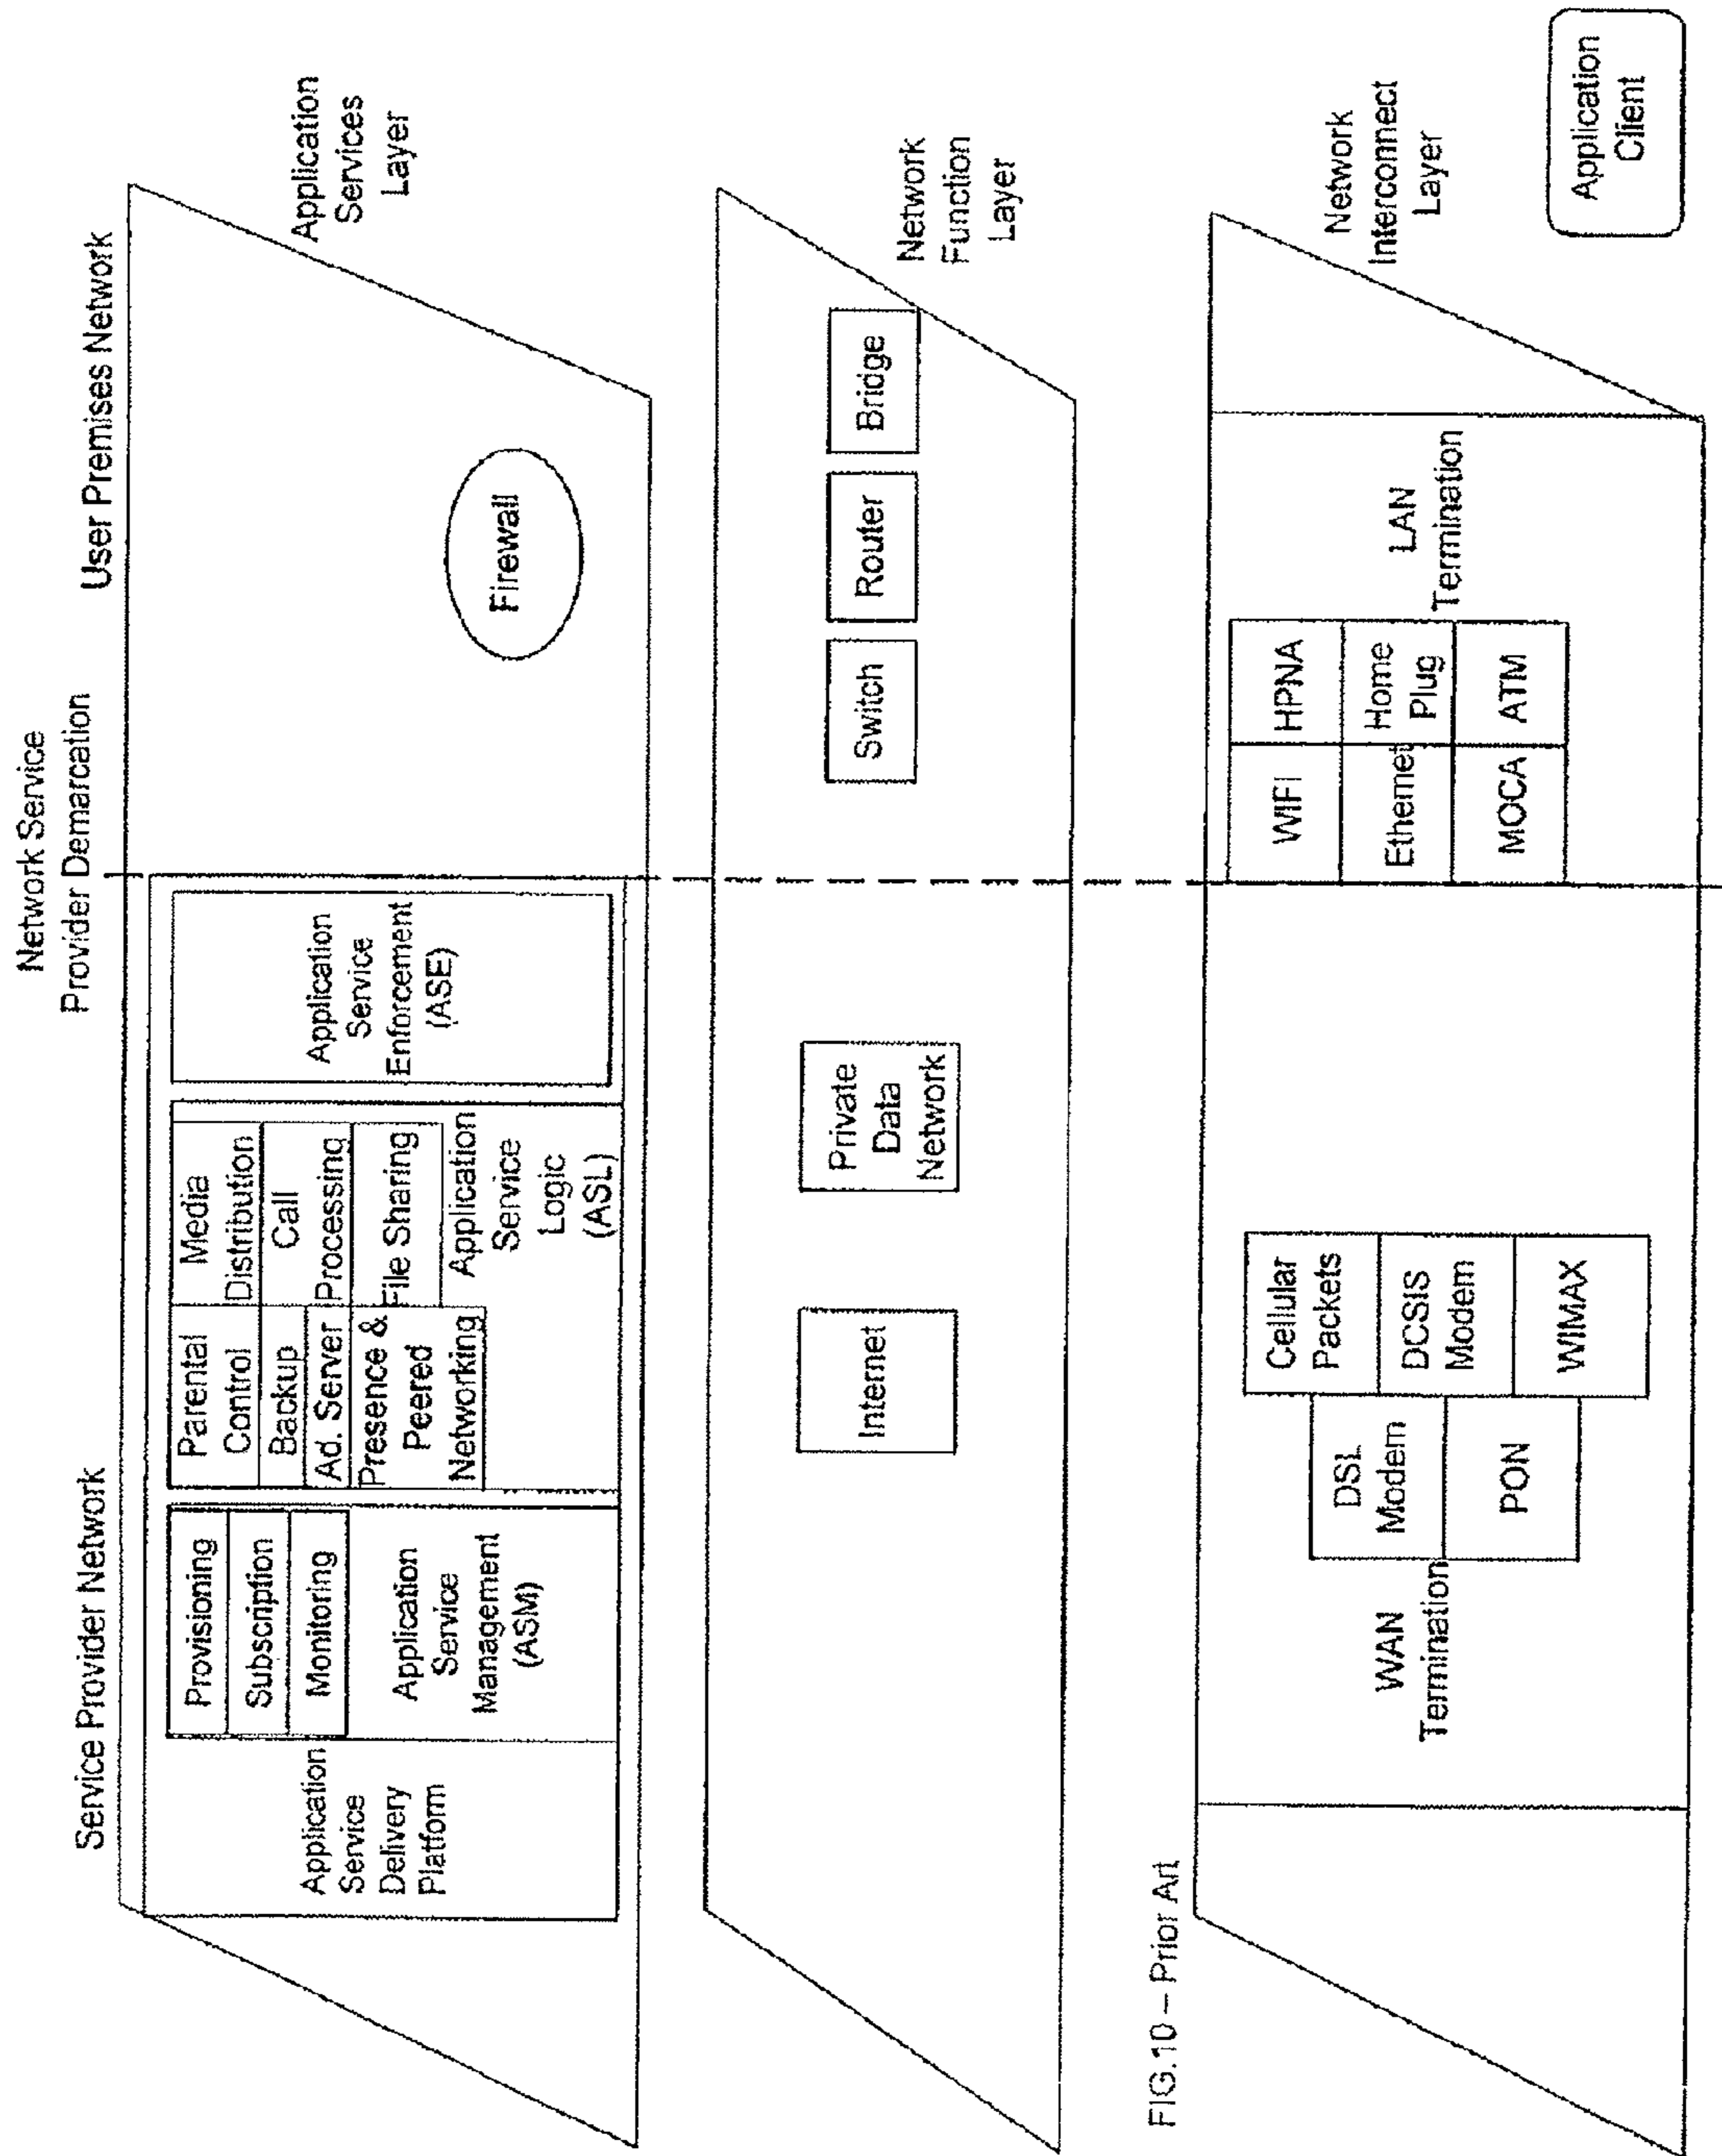 Network Service
Provider Demarcation
Service Provider Network
User Premises Network
Application
Services
Layer
Application
Service
Delivery
Platform
Provisioning
Subscription
Monitoring
Application
Service
Management
(ASM)
Parental
Control
Backup
Ad. Server
Presence &
Peered
Networking
Media
Distribution
Call
Processing
File Sharing
Application
Service
Logic
(ASL)
Application
Service
Enforcement
(ASE)
Firewall
Network
Function
Layer
Internet
Private
Data
Network
Switch
Router
Bridge
FIG.10 – Prior Art
Network
Interconnect
Layer
WAN
Termination
DSL
Modem
PON
Cellular
Packets
DCSIS
Modem
WIMAX
WIFI
HPNA
Ethernet
Home
Plug
MOCA
ATM
LAN
Termination
Application
Client